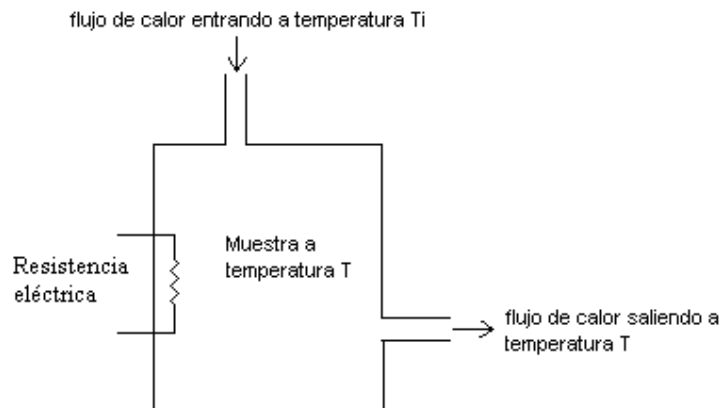 flujo de calor entrando a temperatura Ti
Muestra a
temperatura T
Resistencia
eléctrica
flujo de calor saliendo a
temperatura T